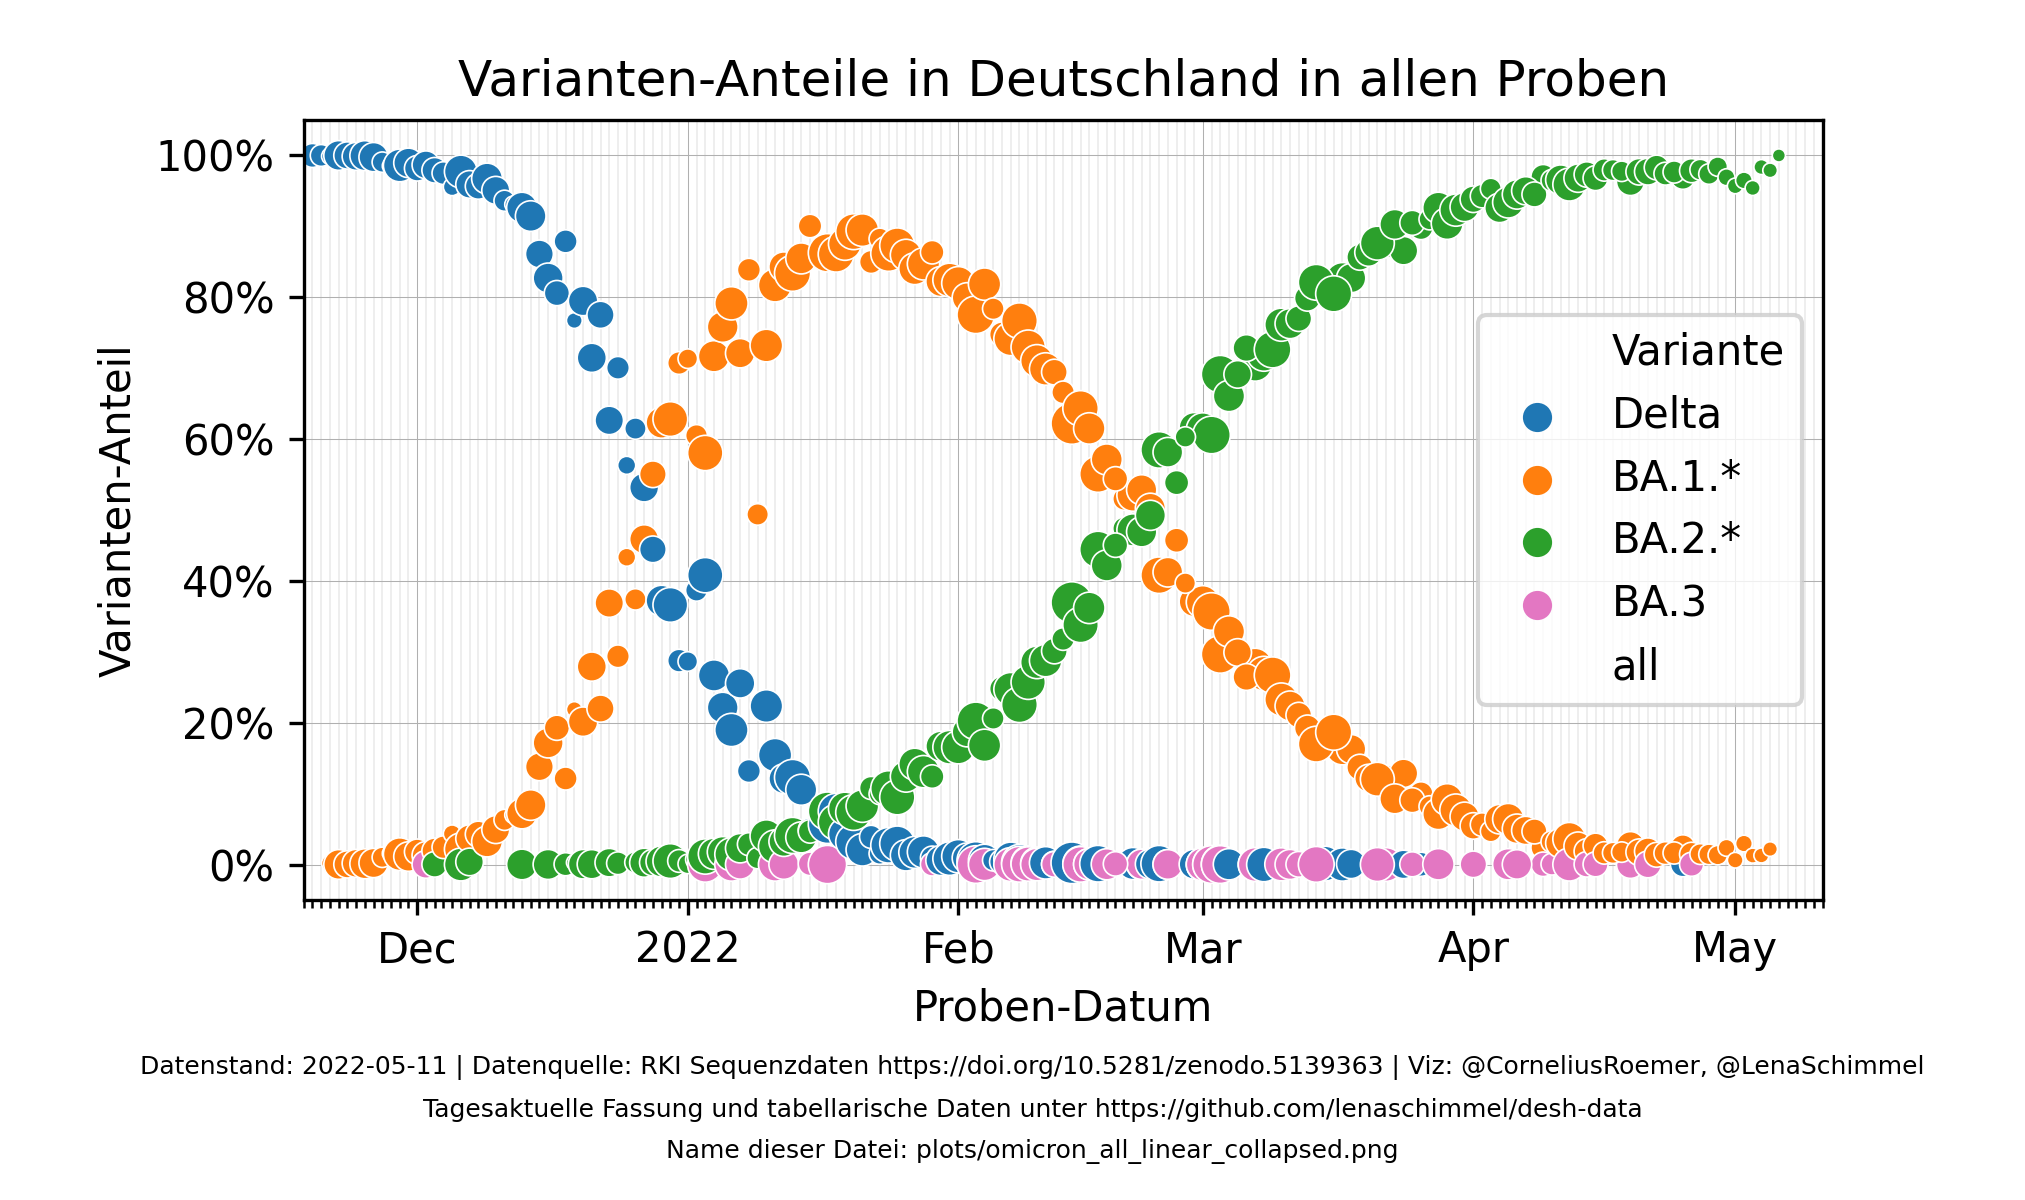 Varianten-Anteile in Deutschland in allen Proben
Varianten-Anteil
100%
80%
60%
40%
20%
0%
Variante
Delta
BA.1.*
BA.2.*
BA.3
all
Dec 2022 Feb Mar Apr May
Proben-Datum
Datenstand: 2022-05-11 | Datenquelle: RKI Sequenzdaten https://doi.org/10.5281/zenodo.5139363 | Viz: @CorneliusRoemer, @LenaSchimmel
Tagesaktuelle Fassung und tabellarische Daten unter https://github.com/lenaschimmel/desh-data
Name dieser Datei: plots/omicron_all_linear_collapsed.png